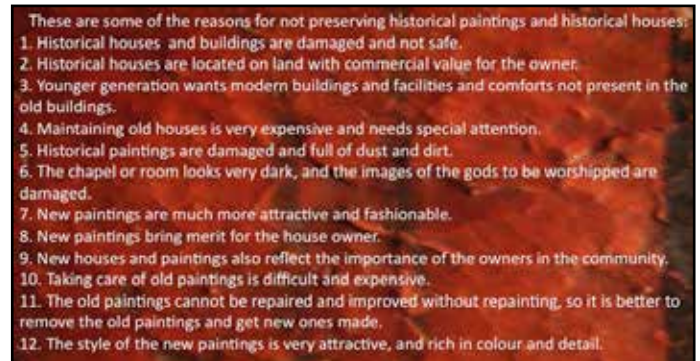 These are some of the reasons for not preserving historical paintings and historical houses:
1. Historical houses and buildings are damaged and not safe.
2. Historical houses are located on land with commercial value for the owner.
3. Younger generation wants modern buildings and facilities and comforts not present in the
old buildings.
4. Maintaining old houses is very expensive and needs special attention.
5. Historical paintings are damaged and full of dust and dirt.
6. The chapel or room looks very dark, and the images of the gods to be worshipped are
damaged.
7. New paintings are much more attractive and fashionable.
8. New paintings bring merit for the house owner.
9. New houses and paintings also reflect the importance of the owners in the community.
10. Taking care of old paintings is difficult and expensive.
11. The old paintings cannot be repaired and improved without repainting, so it is better to
remove the old paintings and get new ones made.
12. The style of the new paintings is very attractive, and rich in colour and detail.